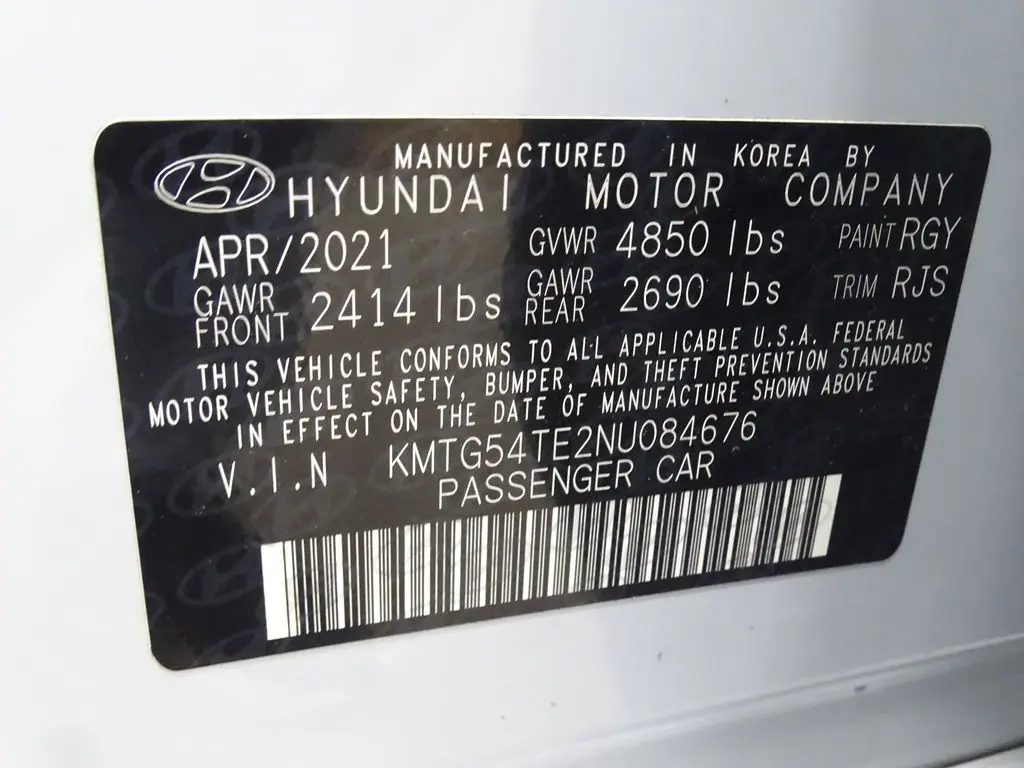 MANUFACTURED IN KOREA BY
HYUNDAI MOTOR COMPANY
APR/2021 GVWR 4850 lbs PAINT RGY
GAWR FRONT 2414 lbs GAWR REAR 2690 lbs TRIM RJS
THIS VEHICLE CONFORMS TO ALL APPLICABLE U.S.A. FEDERAL
MOTOR VEHICLE SAFETY, BUMPER, AND THEFT PREVENTION STANDARDS
IN EFFECT ON THE DATE OF MANUFACTURE SHOWN ABOVE
V.I.N KMTG54TE2NU084676
PASSENGER CAR